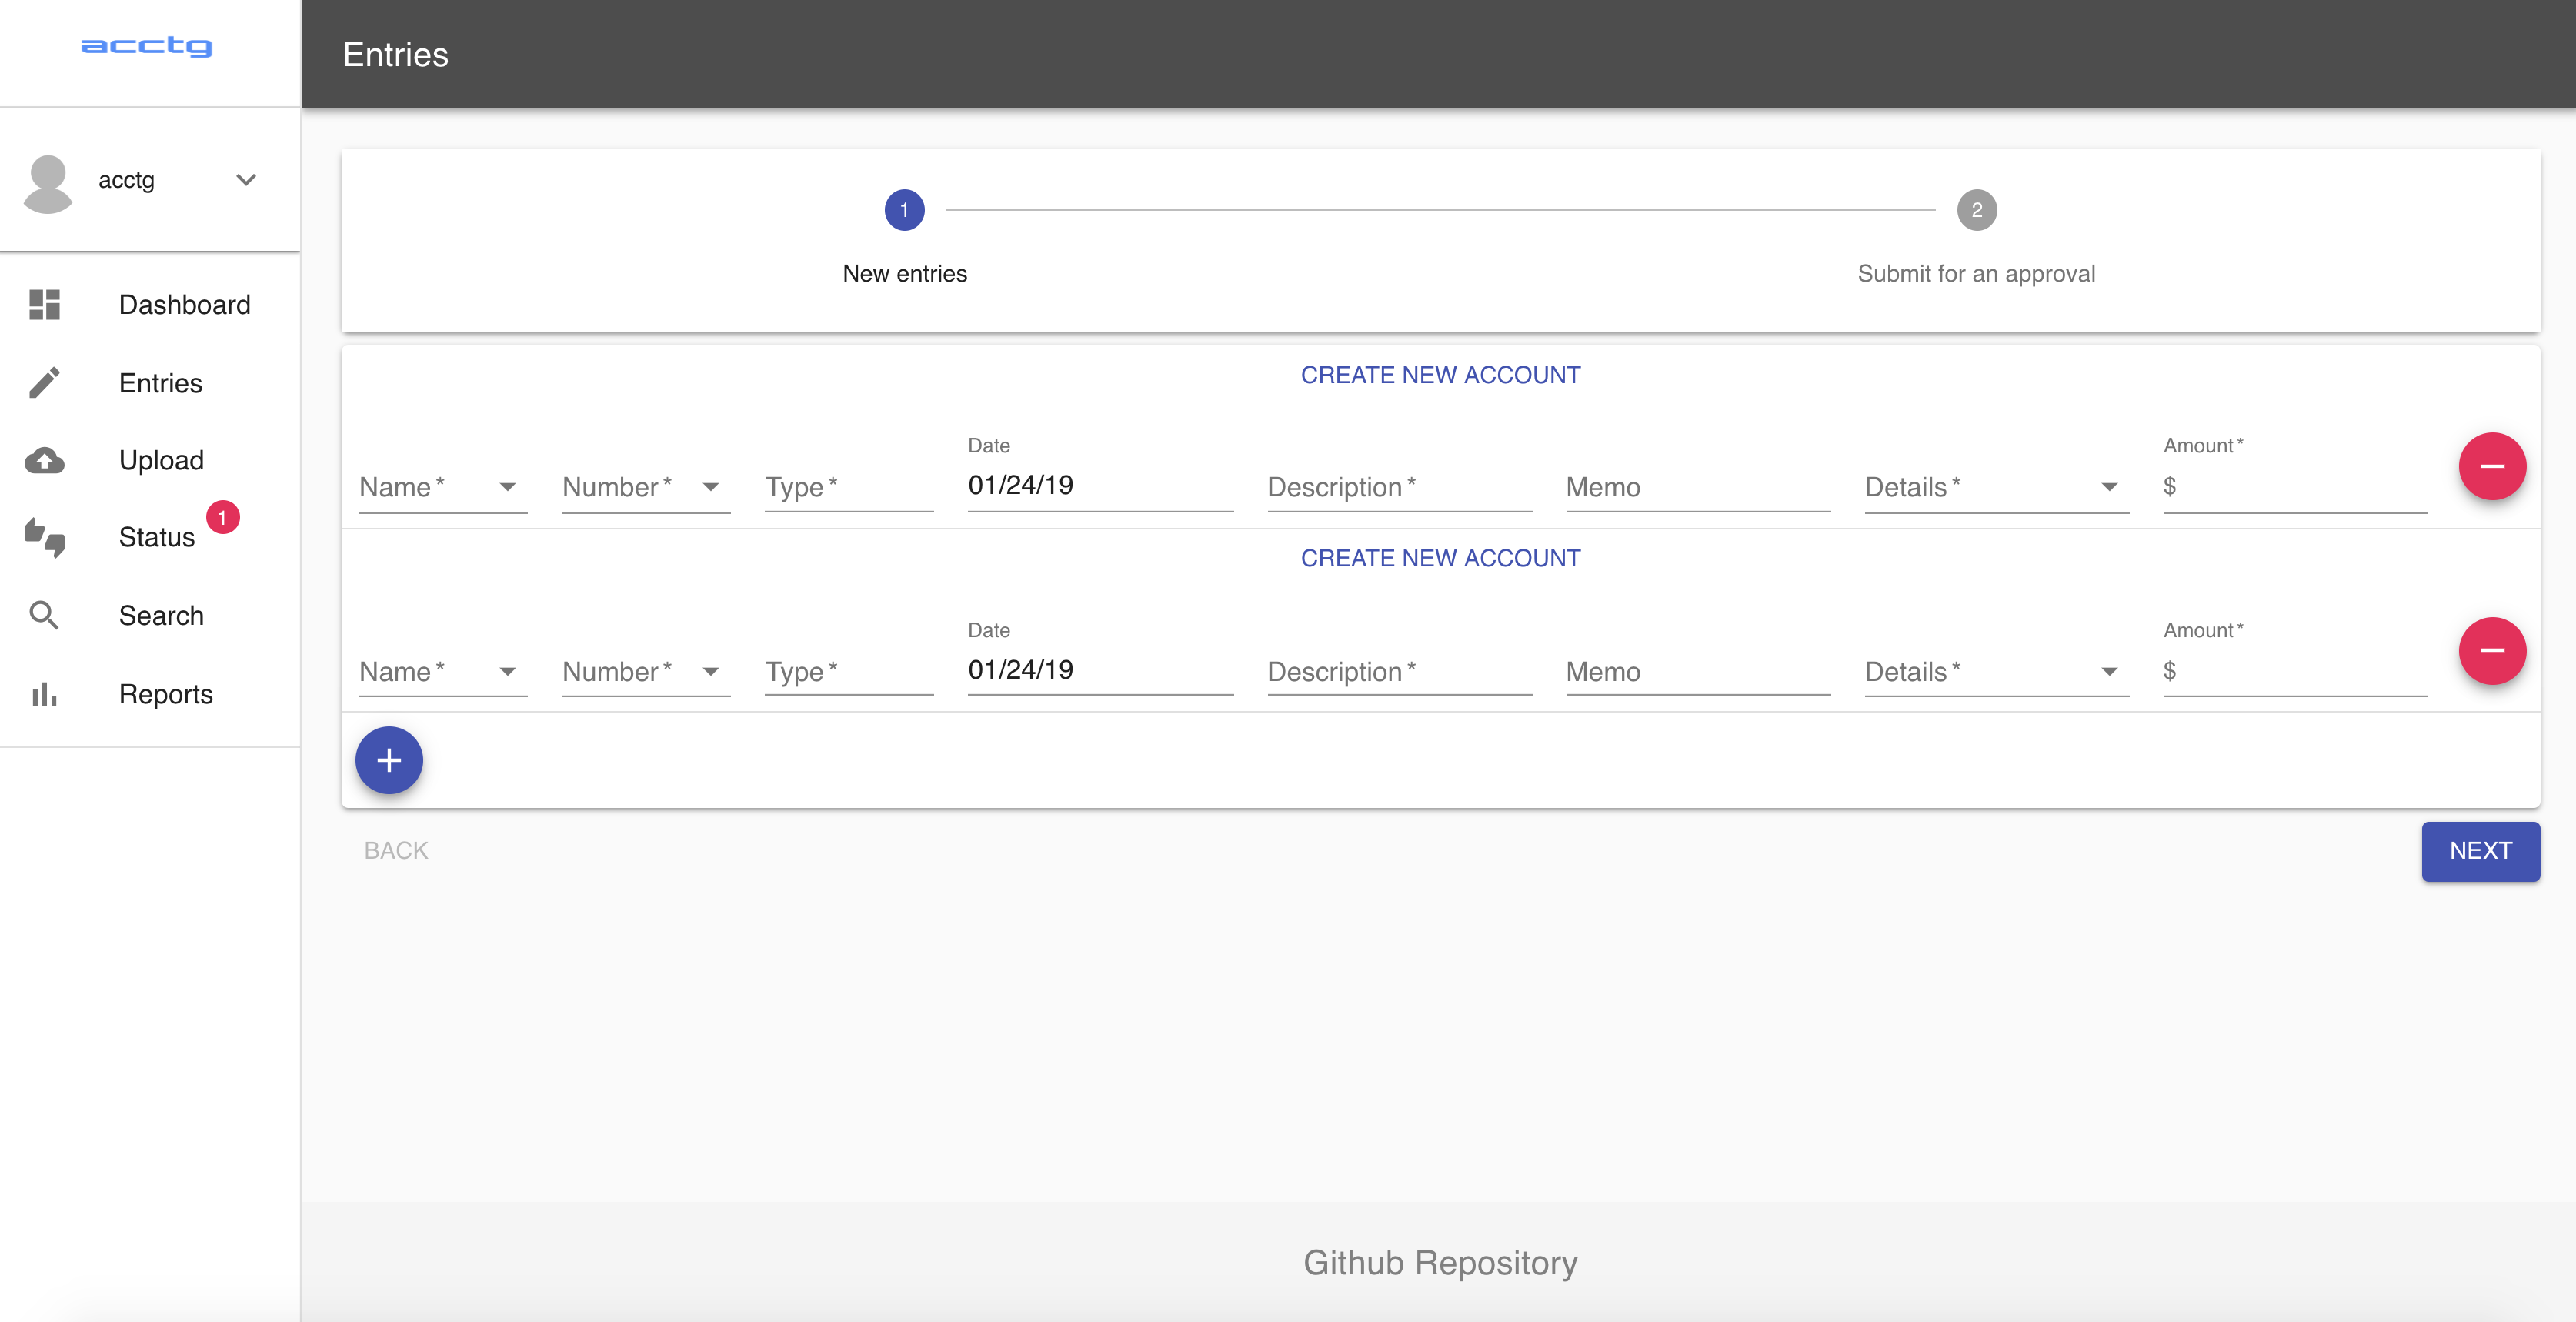 acctg
Entries
acctg
Dashboard
Entries
Upload
Status 1
Search
Reports
1 2
New entries Submit for an approval
CREATE NEW ACCOUNT
Date Amount *
Name * Number * Type * 01/24/19 Description * Memo Details * $
CREATE NEW ACCOUNT
Date Amount *
Name * Number * Type * 01/24/19 Description * Memo Details * $
BACK NEXT
Github Repository